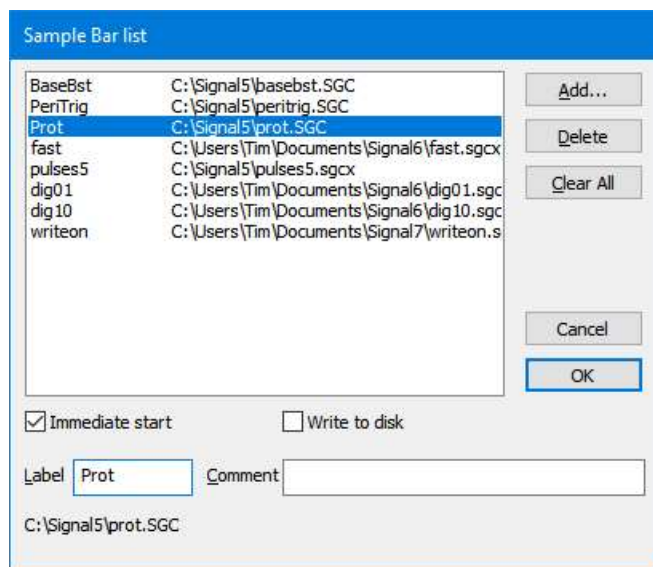 Sample Bar list
BaseBst C:\Signal5\basebst.SGC
PeriTrig C:\Signal5\peritrig.SGC
Prot C:\Signal5\prot.SGC
fast C:\Users\Tim\Documents\Signal6\fast.sgcx
pulses5 C:\Signal5\pulses5.sgcx
dig01 C:\Users\Tim\Documents\Signal6\dig01.sgc
dig10 C:\Users\Tim\Documents\Signal6\dig10.sgc
writeon C:\Users\Tim\Documents\Signal7\writeon.s
Add...
Delete
Clear All
Cancel
OK
Immediate start Write to disk
Label Prot Comment
C:\Signal5\prot.SGC